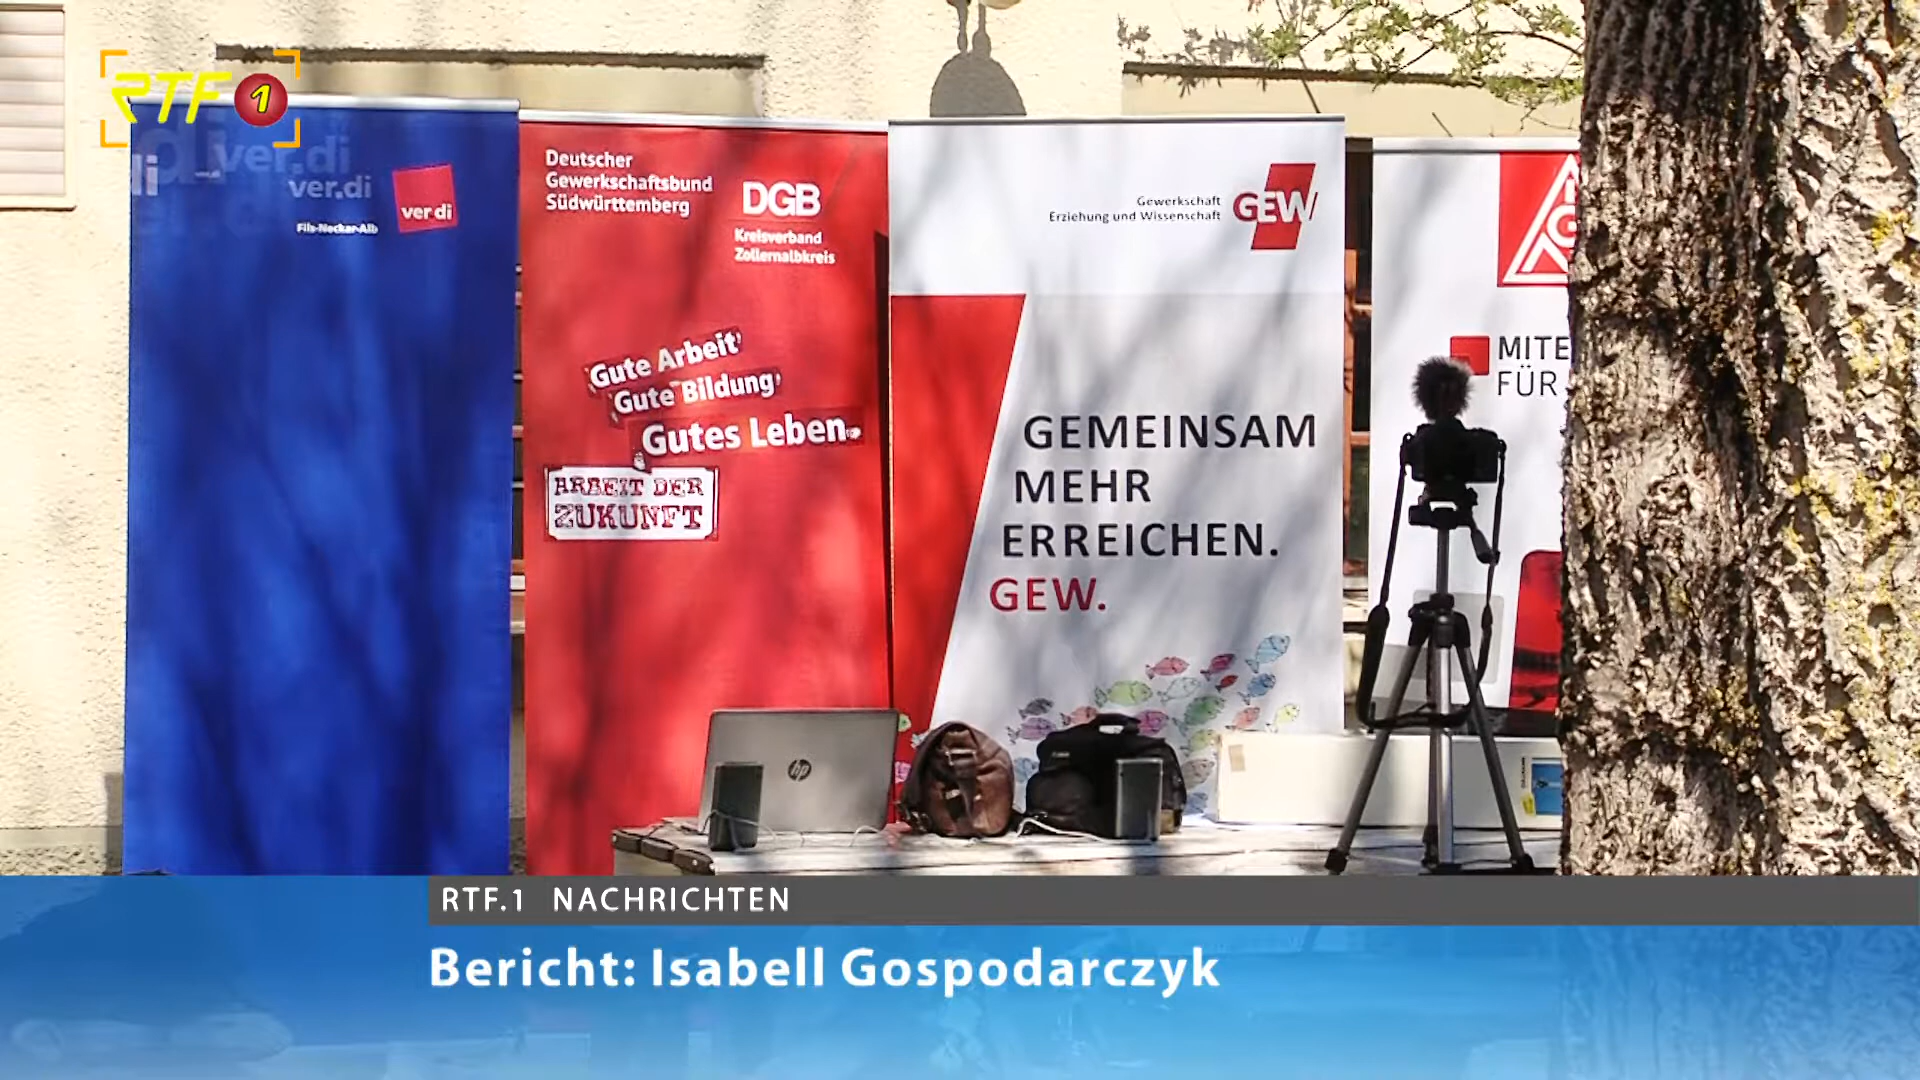 RTF 1
di
ver.di
ver.di
ver di
Fils-Neckar-Alb
Deutscher
Gewerkschaftsbund
Südwürttemberg
DGB
Kreisverband
Zollernalbkreis
Gute Arbeit
Gute Bildung
Gutes Leben
ARBEIT DER
ZUKUNFT
Gewerkschaft
Erziehung und Wissenschaft
GEW
GEMEINSAM
MEHR
ERREICHEN.
GEW.
IG
MITE
FÜR
hp
RTF.1 NACHRICHTEN
Bericht: Isabell Gospodarczyk